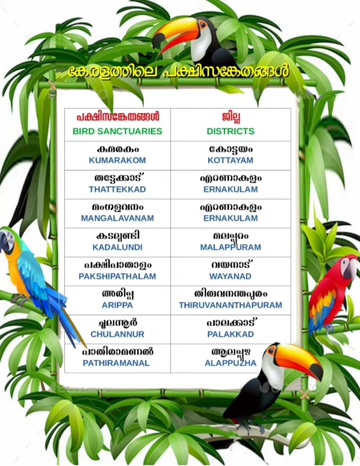 കേരളത്തിലെ പക്ഷിസങ്കേതങ്ങൾ
പക്ഷിസങ്കേതങ്ങൾ ജില്ല
BIRD SANCTUARIES DISTRICTS
കുമരകം കോട്ടയം
KUMARAKOM KOTTAYAM
തട്ടേക്കാട് എറണാകുളം
THATTEKKAD ERNAKULAM
മംഗളവനം എറണാകുളം
MANGALAVANAM ERNAKULAM
കടലുണ്ടി മലപ്പുറം
KADALUNDI MALAPPURAM
പക്ഷിപാതാളം വയനാട്
PAKSHIPATHALAM WAYANAD
അരിപ്പ തിരുവനന്തപുരം
ARIPPA THIRUVANANTHAPURAM
ചൂലന്നൂർ പാലക്കാട്
CHULANNUR PALAKKAD
പാതിരാമണൽ ആലപ്പുഴ
PATHIRAMANAL ALAPPUZHA